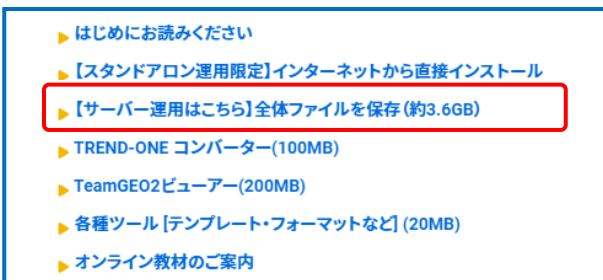 はじめにお読みください
【スタンドアロン運用限定】インターネットから直接インストール
【サーバー運用はこちら】全体ファイルを保存（約3.6GB）
TREND-ONE コンバーター(100MB)
TeamGEO2ビューアー(200MB)
各種ツール [テンプレート・フォーマットなど] (20MB)
オンライン教材のご案内